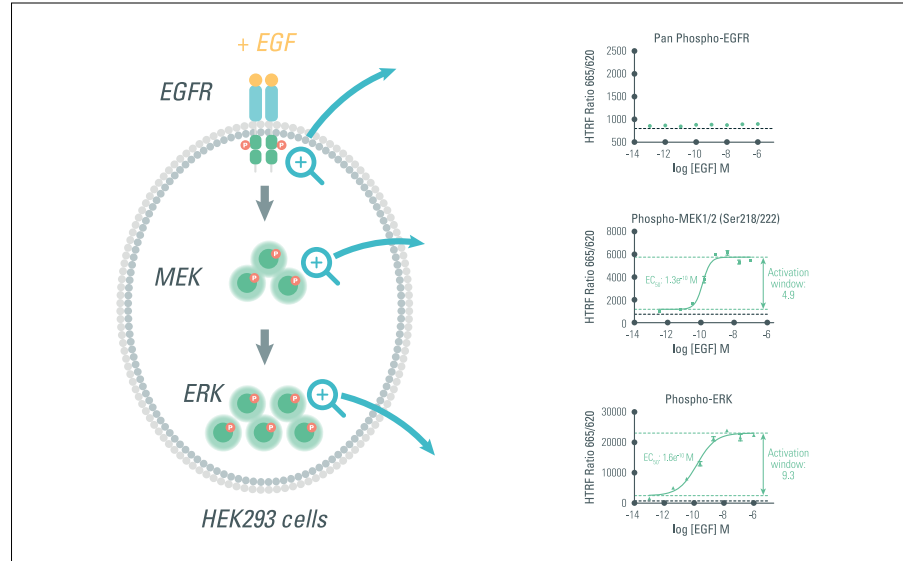 + EGF
EGFR
P
P
MEK
P
P
P
ERK
P
P
P
P
P
HEK293 cells
Pan Phospho-EGFR
HTRF Ratio 665/620
2500
2000
1500
1000
500
-14 -12 -10 -8 -6
log [EGF] M
Phospho-MEK1/2 (Ser218/222)
HTRF Ratio 665/620
8000
6000
4000
2000
0
EC50: 1.3e-10 M
Activation
window:
4.9
-14 -12 -10 -8 -6
log [EGF] M
Phospho-ERK
HTRF Ratio 665/620
30000
20000
10000
0
EC50: 1,6e-10 M
Activation
window:
9.3
-14 -12 -10 -8 -6
log [EGF] M